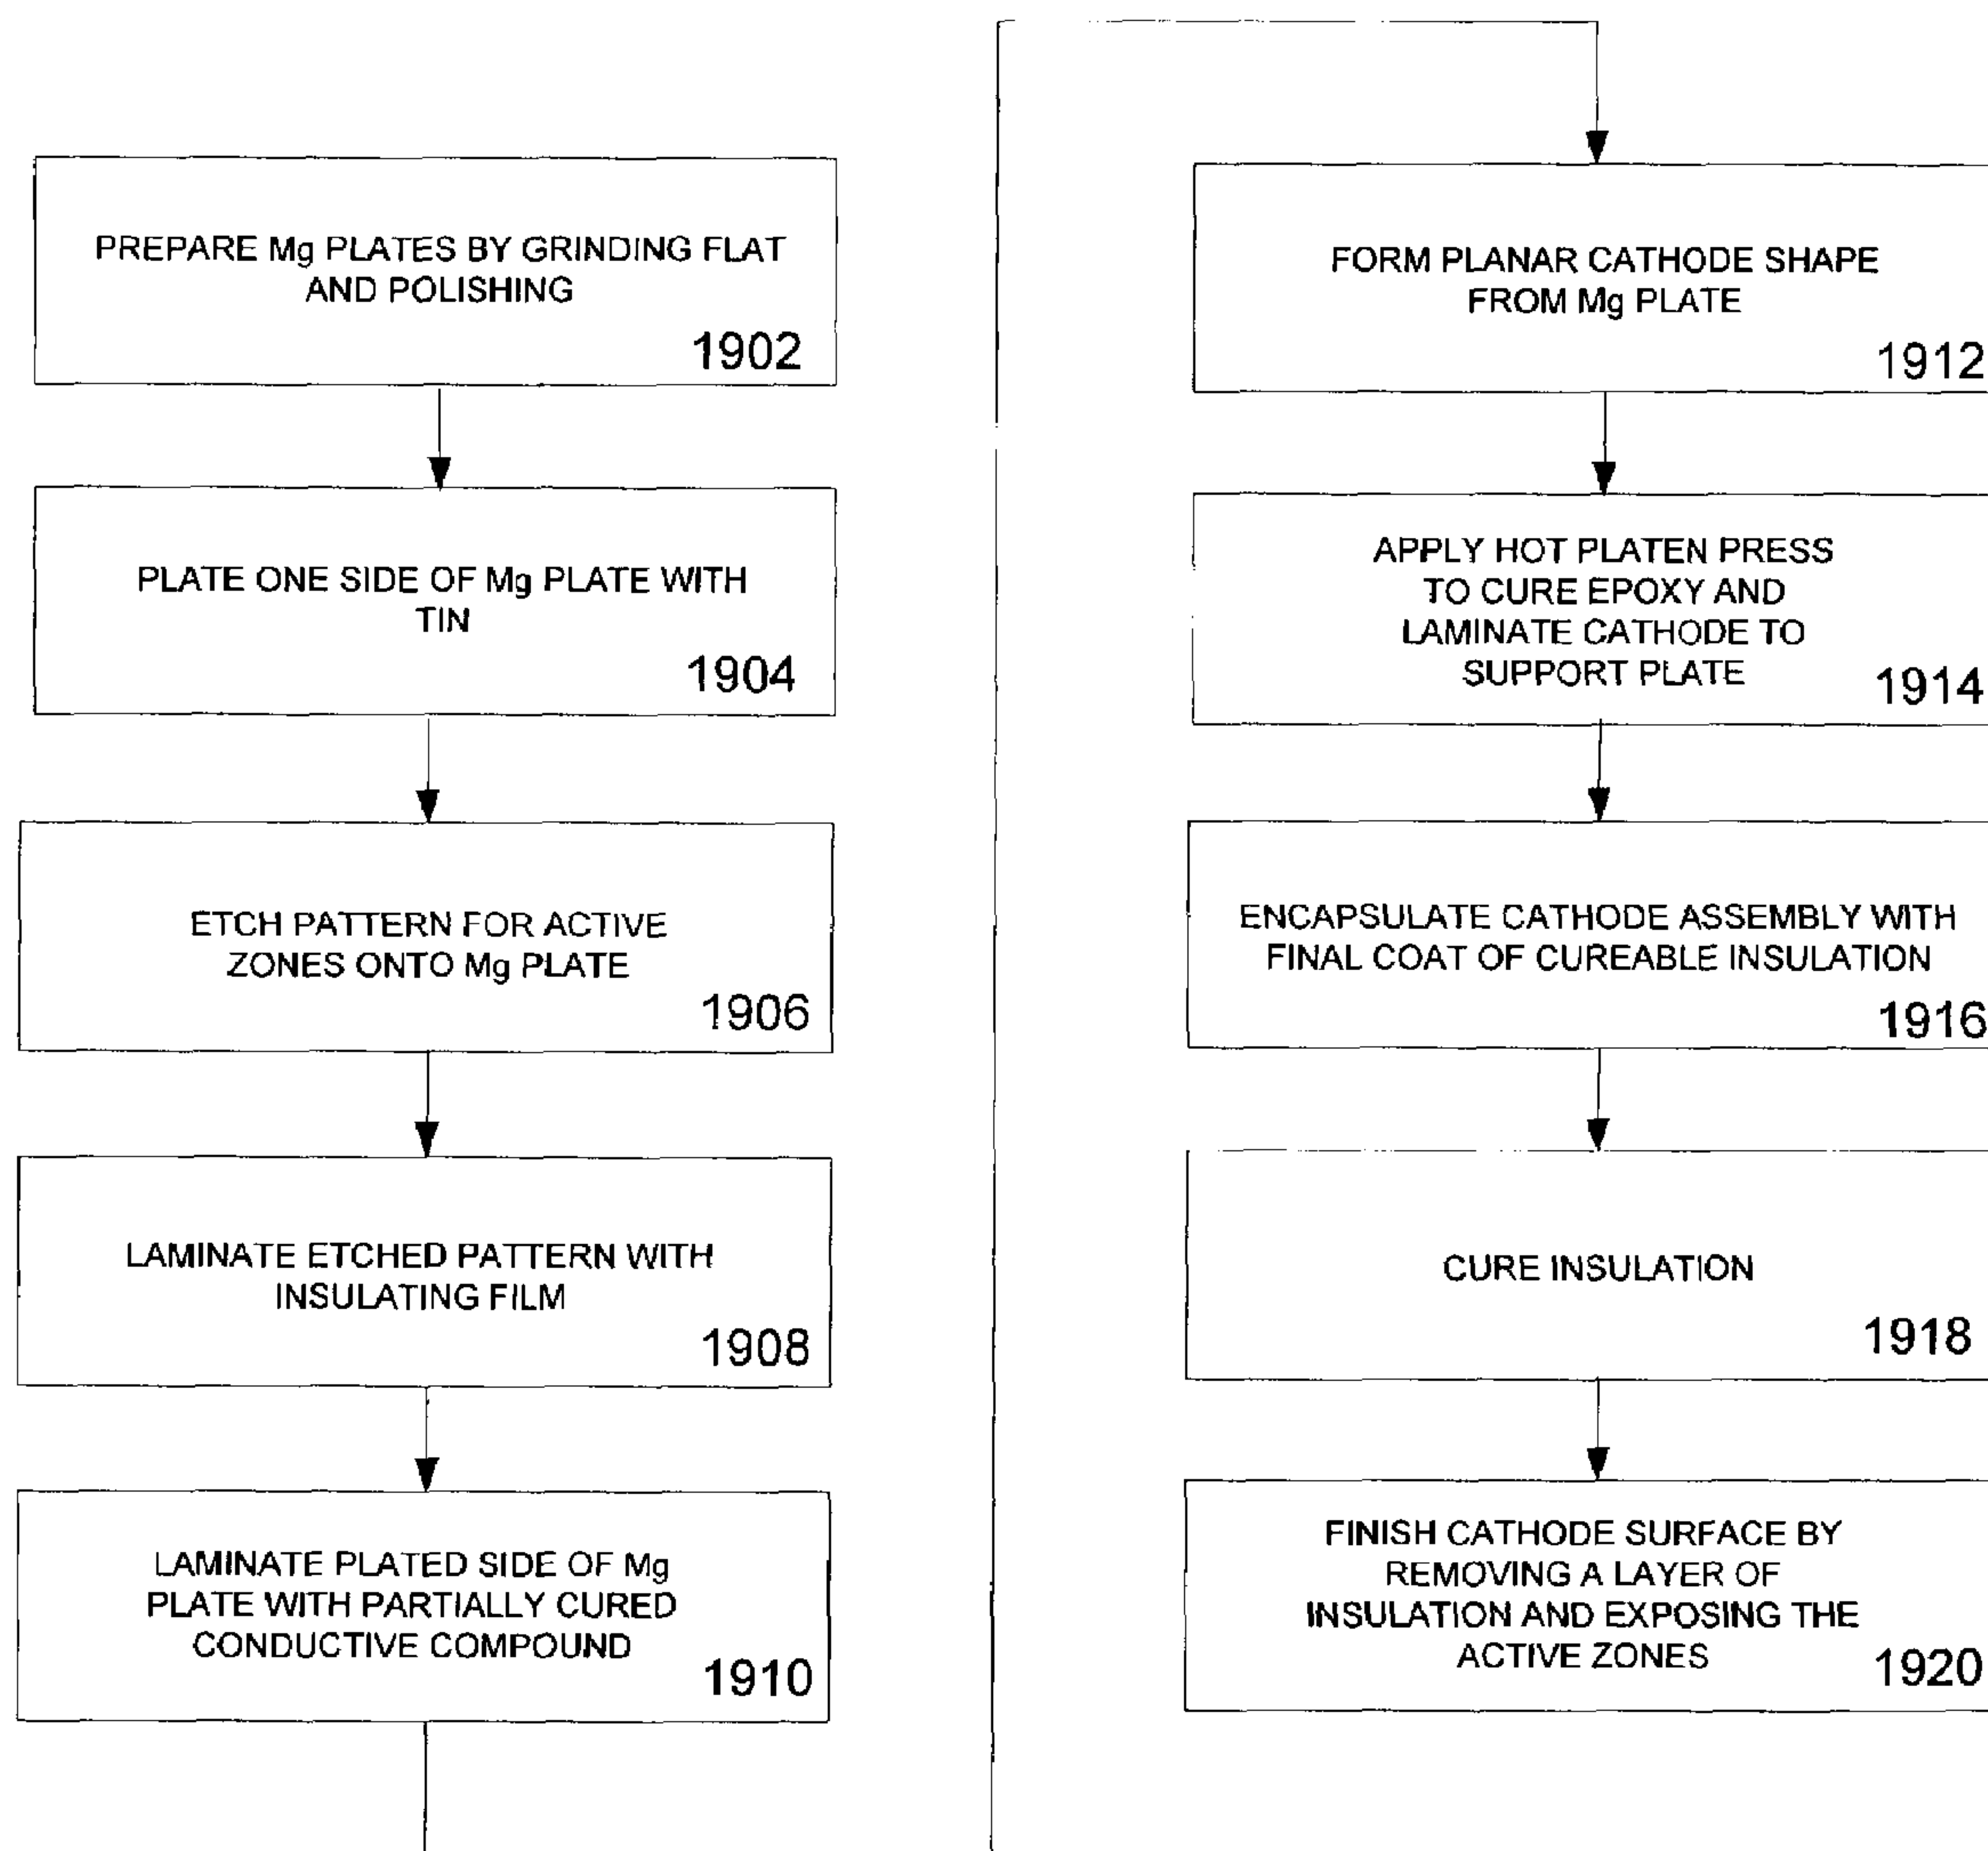 PREPARE Mg PLATES BY GRINDING FLAT
AND POLISHING
1902
PLATE ONE SIDE OF Mg PLATE WITH
TIN
1904
ETCH PATTERN FOR ACTIVE
ZONES ONTO Mg PLATE
1906
LAMINATE ETCHED PATTERN WITH
INSULATING FILM
1908
LAMINATE PLATED SIDE OF Mg
PLATE WITH PARTIALLY CURED
CONDUCTIVE COMPOUND
1910
FORM PLANAR CATHODE SHAPE
FROM Mg PLATE
1912
APPLY HOT PLATEN PRESS
TO CURE EPOXY AND
LAMINATE CATHODE TO
SUPPORT PLATE
1914
ENCAPSULATE CATHODE ASSEMBLY WITH
FINAL COAT OF CUREABLE INSULATION
1916
CURE INSULATION
1918
FINISH CATHODE SURFACE BY
REMOVING A LAYER OF
INSULATION AND EXPOSING THE
ACTIVE ZONES
1920